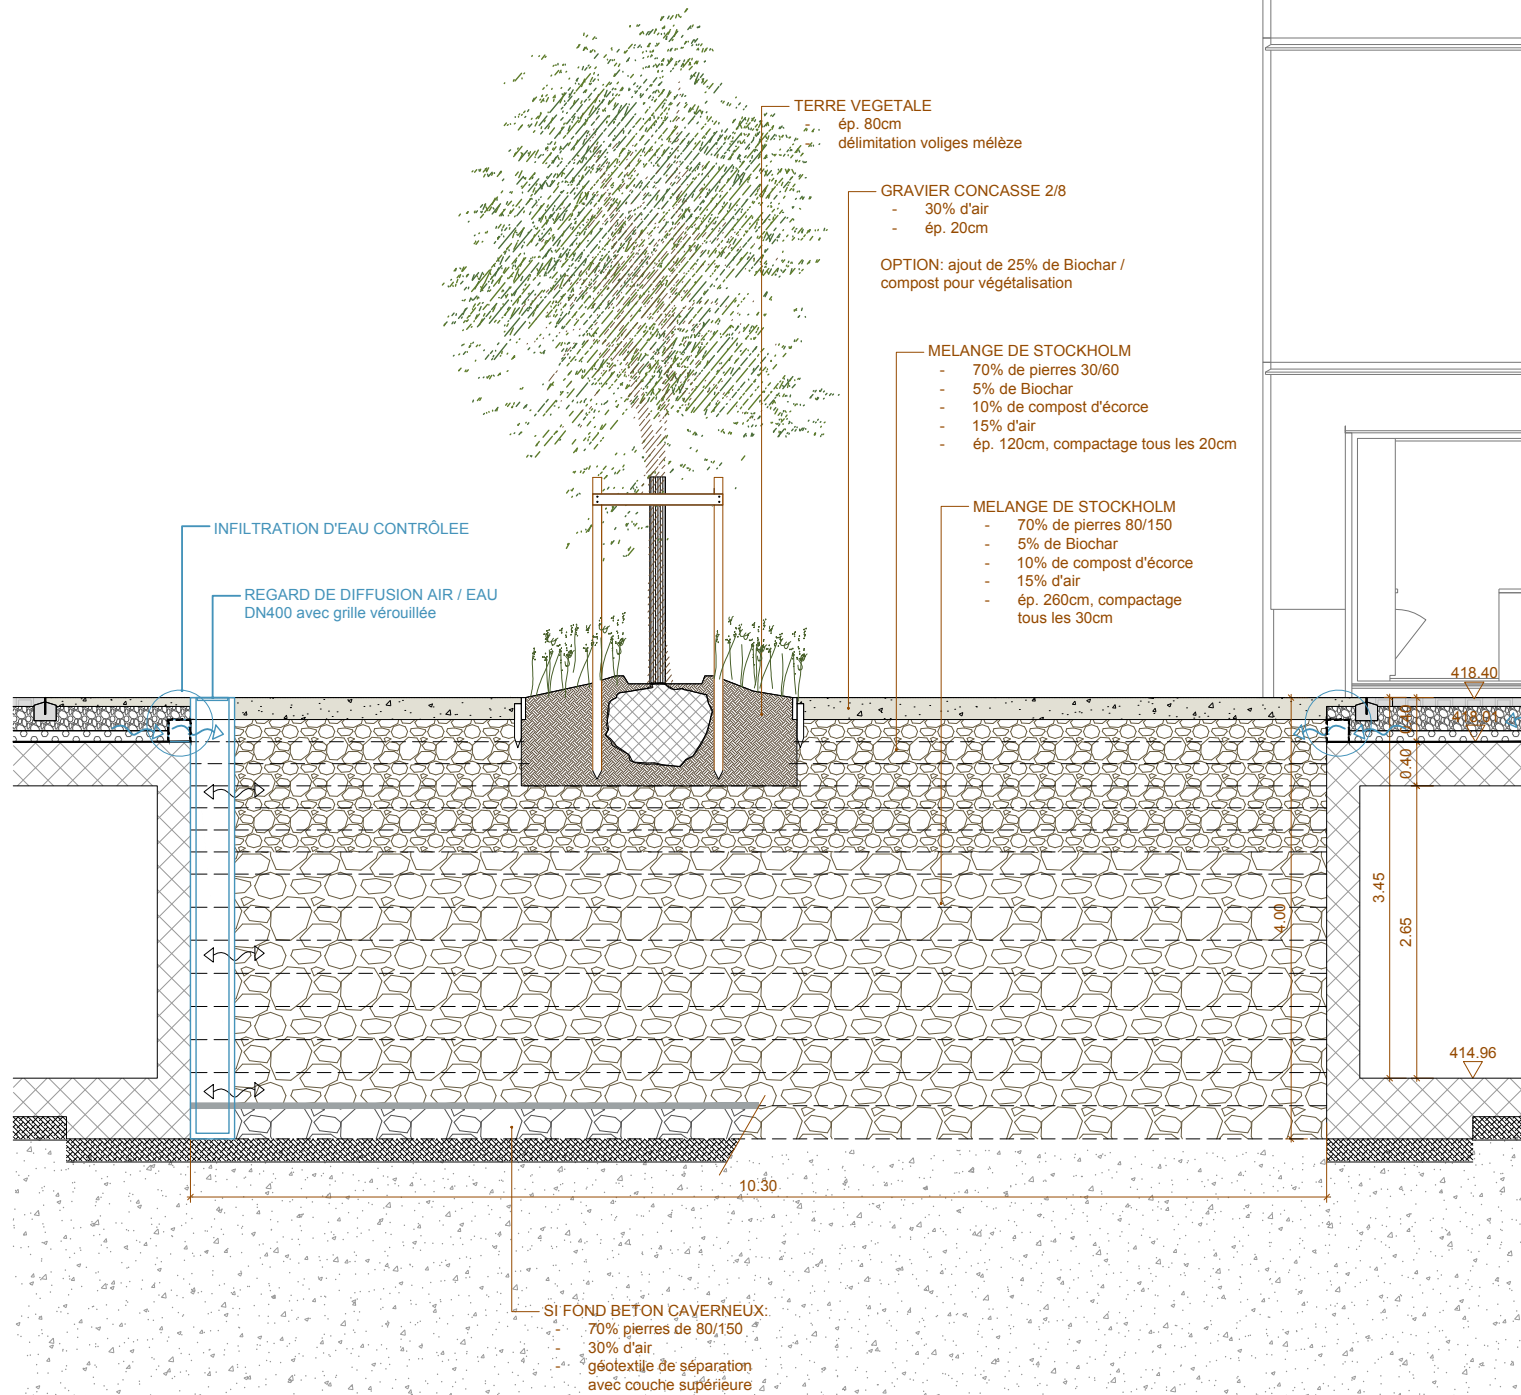 TERRE VEGETALE
- ép. 80cm
- délimitation voliges mélèze
GRAVIER CONCASSE 2/8
- 30% d'air
- ép. 20cm
OPTION: ajout de 25% de Biochar /
compost pour végétalisation
MELANGE DE STOCKHOLM
- 70% de pierres 30/60
- 5% de Biochar
- 10% de compost d'écorce
- 15% d'air
- ép. 120cm, compactage tous les 20cm
MELANGE DE STOCKHOLM
- 70% de pierres 80/150
- 5% de Biochar
- 10% de compost d'écorce
- 15% d'air
- ép. 260cm, compactage
tous les 30cm
INFILTRATION D'EAU CONTRÔLEE
REGARD DE DIFFUSION AIR / EAU
DN400 avec grille vérouillée
418.40
0.40
418.01
0.40
3.45
2.65
4.00
414.96
10.30
SI FOND BETON CAVERNEUX:
- 70% pierres de 80/150
- 30% d'air
- géotextile de séparation
avec couche supérieure